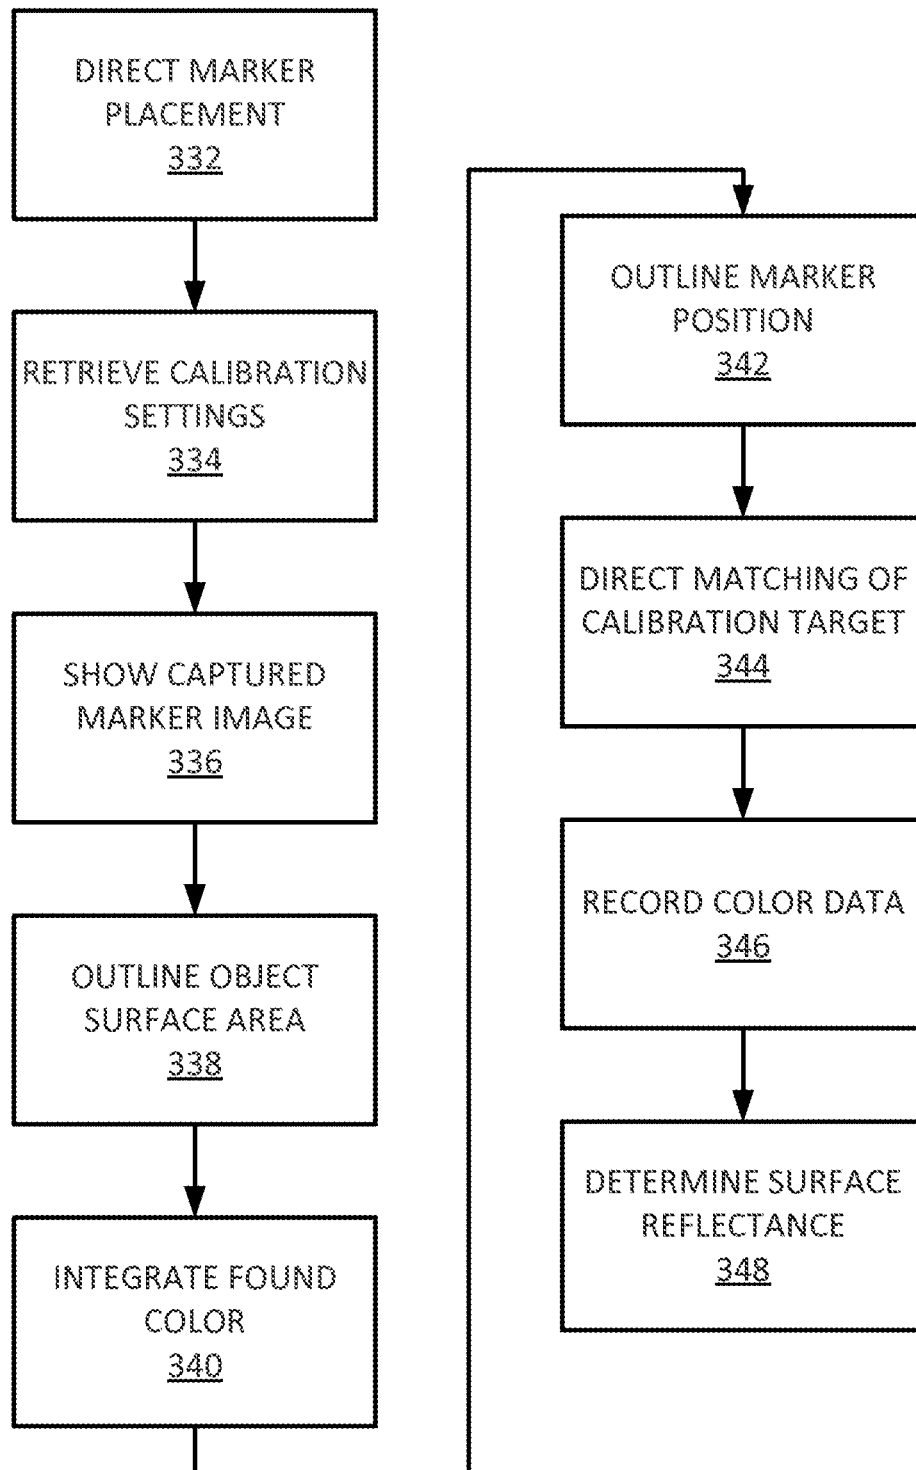 DIRECT MARKER
PLACEMENT
332
RETRIEVE CALIBRATION
SETTINGS
334
SHOW CAPTURED
MARKER IMAGE
336
OUTLINE OBJECT
SURFACE AREA
338
INTEGRATE FOUND
COLOR
340
OUTLINE MARKER
POSITION
342
DIRECT MATCHING OF
CALIBRATION TARGET
344
RECORD COLOR DATA
346
DETERMINE SURFACE
REFLECTANCE
348